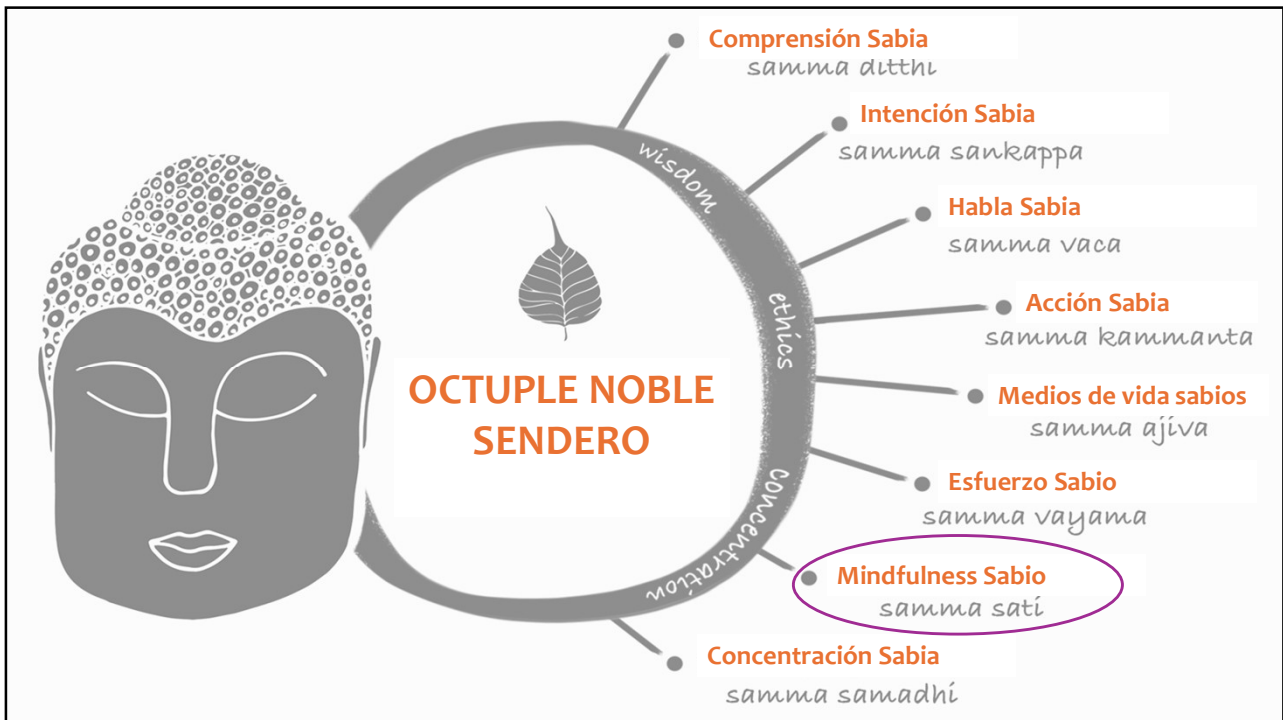 Comprensión Sabia
samma ditthi
Intención Sabia
samma sankappa
Habla Sabia
samma vaca
Acción Sabia
samma kammanta
Medios de vida sabios
samma ajiva
Esfuerzo Sabio
samma vayama
Mindfulness Sabio
samma sati
Concentración Sabia
samma samadhi
wisdom
ethics
concentration
OCTUPLE NOBLE
SENDERO